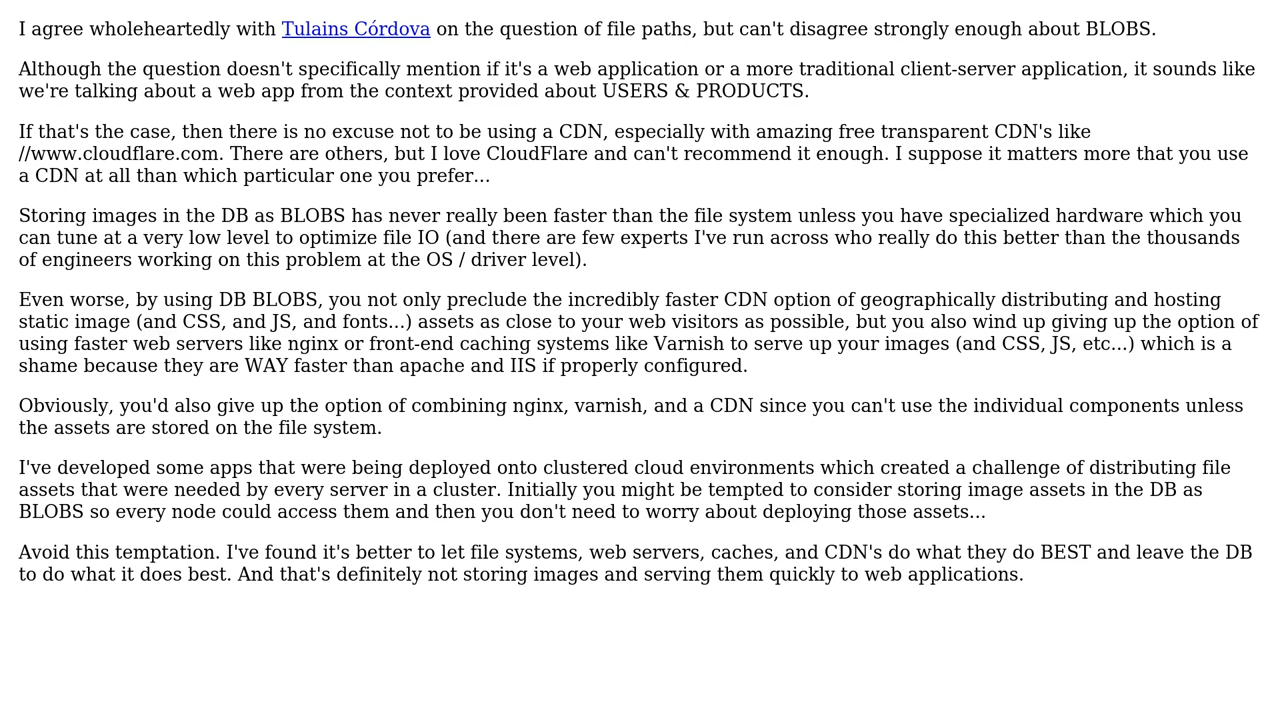 I agree wholeheartedly with Tulains Córdova on the question of file paths, but can't disagree strongly enough about BLOBS.
Although the question doesn't specifically mention if it's a web application or a more traditional client-server application, it sounds like
we're talking about a web app from the context provided about USERS & PRODUCTS.
If that's the case, then there is no excuse not to be using a CDN, especially with amazing free transparent CDN's like
//www.cloudflare.com. There are others, but I love CloudFlare and can't recommend it enough. I suppose it matters more that you use
a CDN at all than which particular one you prefer...
Storing images in the DB as BLOBS has never really been faster than the file system unless you have specialized hardware which you
can tune at a very low level to optimize file IO (and there are few experts I've run across who really do this better than the thousands
of engineers working on this problem at the OS / driver level).
Even worse, by using DB BLOBS, you not only preclude the incredibly faster CDN option of geographically distributing and hosting
static image (and CSS, and JS, and fonts...) assets as close to your web visitors as possible, but you also wind up giving up the option of
using faster web servers like nginx or front-end caching systems like Varnish to serve up your images (and CSS, JS, etc...) which is a
shame because they are WAY faster than apache and IIS if properly configured.
Obviously, you'd also give up the option of combining nginx, varnish, and a CDN since you can't use the individual components unless
the assets are stored on the file system.
I've developed some apps that were being deployed onto clustered cloud environments which created a challenge of distributing file
assets that were needed by every server in a cluster. Initially you might be tempted to consider storing image assets in the DB as
BLOBS so every node could access them and then you don't need to worry about deploying those assets...
Avoid this temptation. I've found it's better to let file systems, web servers, caches, and CDN's do what they do BEST and leave the DB
to do what it does best. And that's definitely not storing images and serving them quickly to web applications.